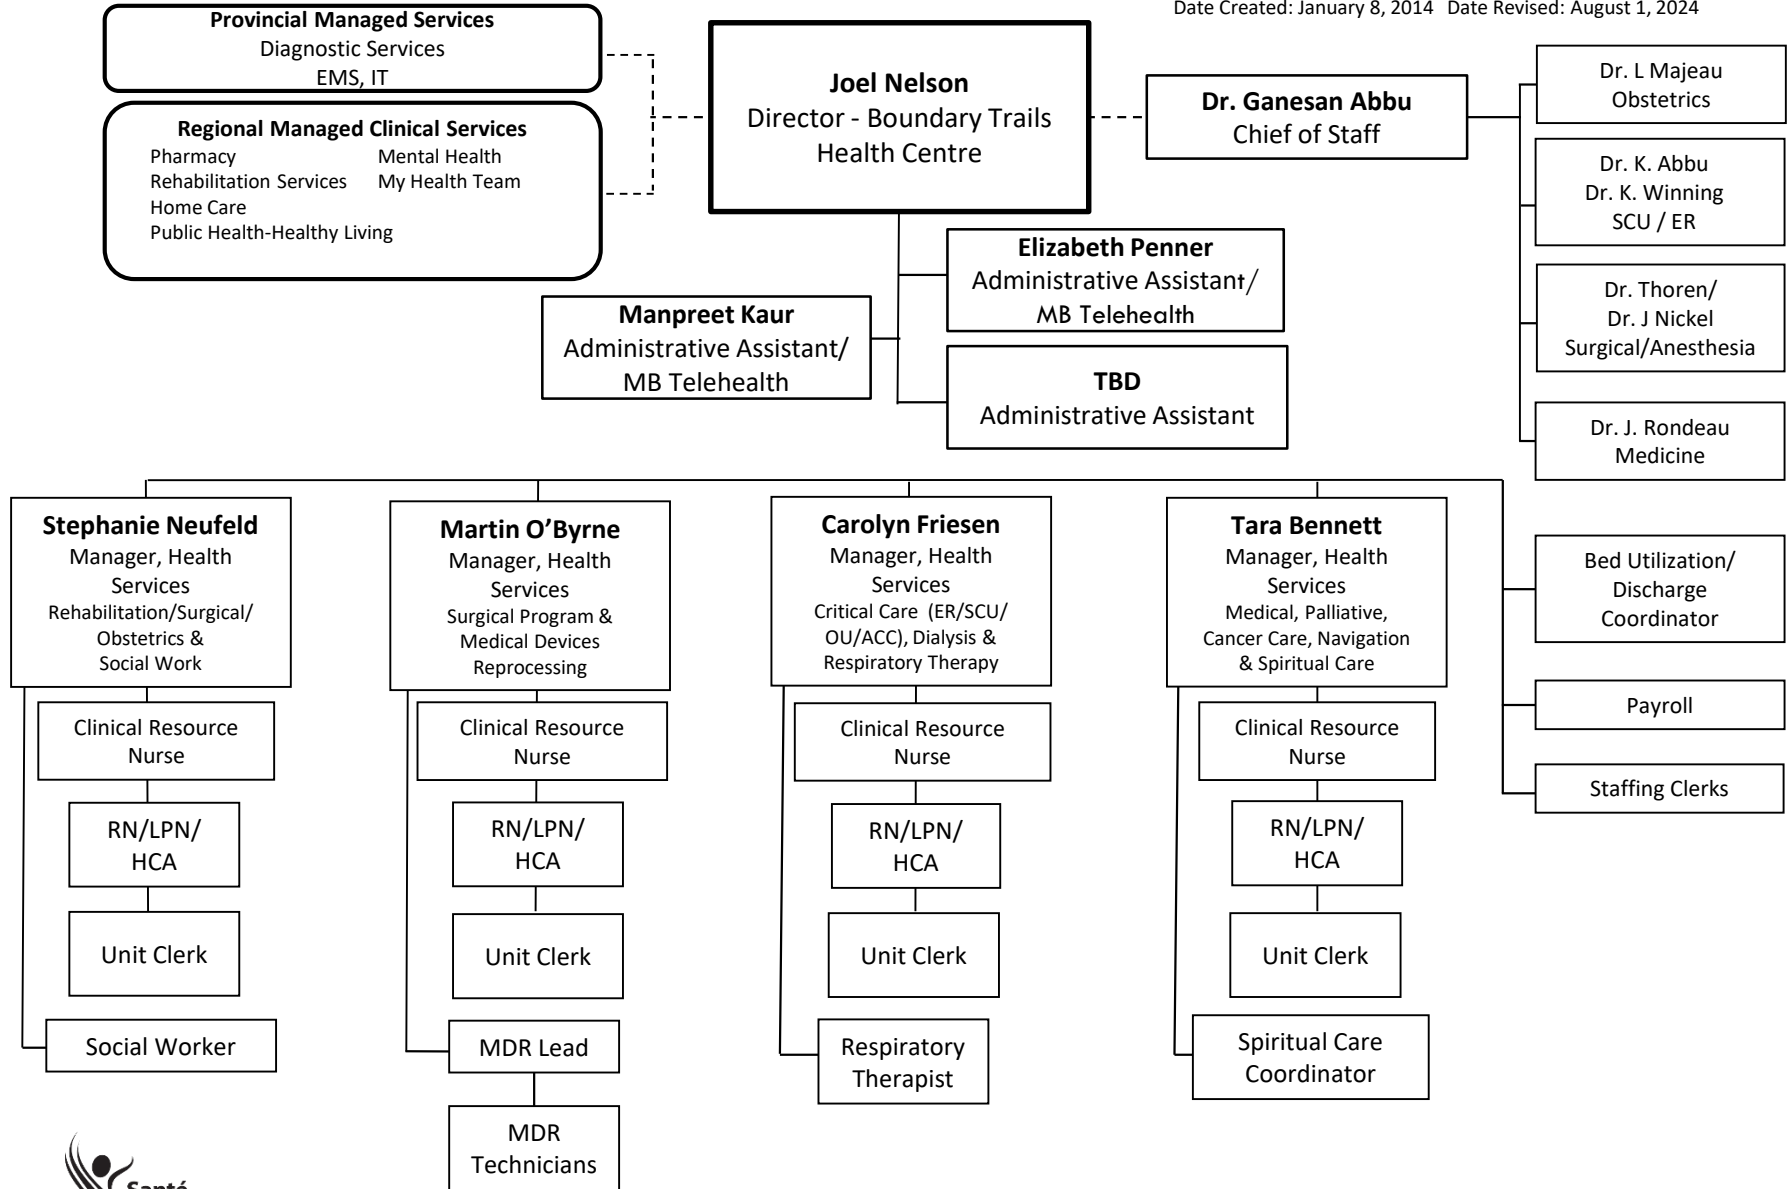 Date Created: January 8, 2014 Date Revised: August 1, 2024
Provincial Managed Services
Diagnostic Services
EMS, IT
Regional Managed Clinical Services
Pharmacy Mental Health
Rehabilitation Services My Health Team
Home Care
Public Health-Healthy Living
Joel Nelson
Director - Boundary Trails
Health Centre
Dr. Ganesan Abbu
Chief of Staff
Dr. L Majeau
Obstetrics
Dr. K. Abbu
Dr. K. Winning
SCU / ER
Dr. Thoren/
Dr. J Nickel
Surgical/Anesthesia
Dr. J. Rondeau
Medicine
Elizabeth Penner
Administrative Assistant/
MB Telehealth
Manpreet Kaur
Administrative Assistant/
MB Telehealth
TBD
Administrative Assistant
Stephanie Neufeld
Manager, Health
Services
Rehabilitation/Surgical/
Obstetrics &
Social Work
Clinical Resource
Nurse
RN/LPN/
HCA
Unit Clerk
Social Worker
Martin O’Byrne
Manager, Health
Services
Surgical Program &
Medical Devices
Reprocessing
Clinical Resource
Nurse
RN/LPN/
HCA
Unit Clerk
MDR Lead
MDR
Technicians
Carolyn Friesen
Manager, Health
Services
Critical Care (ER/SCU/
OU/ACC), Dialysis &
Respiratory Therapy
Clinical Resource
Nurse
RN/LPN/
HCA
Unit Clerk
Respiratory
Therapist
Tara Bennett
Manager, Health
Services
Medical, Palliative,
Cancer Care, Navigation
& Spiritual Care
Clinical Resource
Nurse
RN/LPN/
HCA
Unit Clerk
Spiritual Care
Coordinator
Bed Utilization/
Discharge
Coordinator
Payroll
Staffing Clerks
Santé